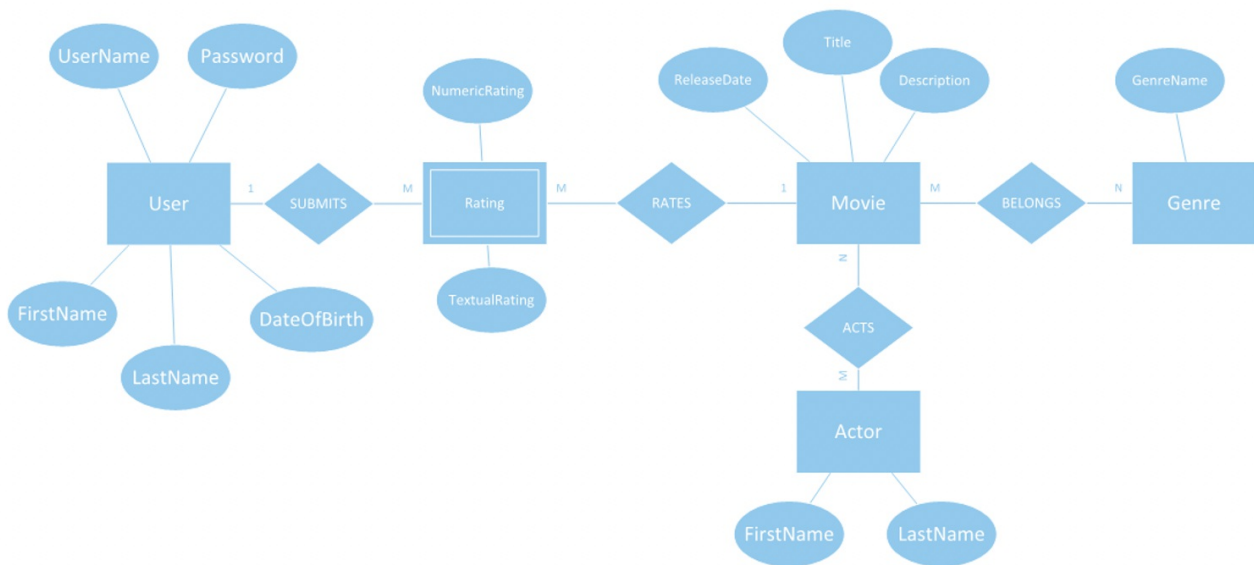 UserName
Password
NumericRating
ReleaseDate
Title
Description
GenreName
User
1
SUBMITS
M
Rating
M
RATES
1
Movie
M
BELONGS
N
Genre
FirstName
LastName
DateOfBirth
TextualRating
N
ACTS
M
Actor
FirstName
LastName